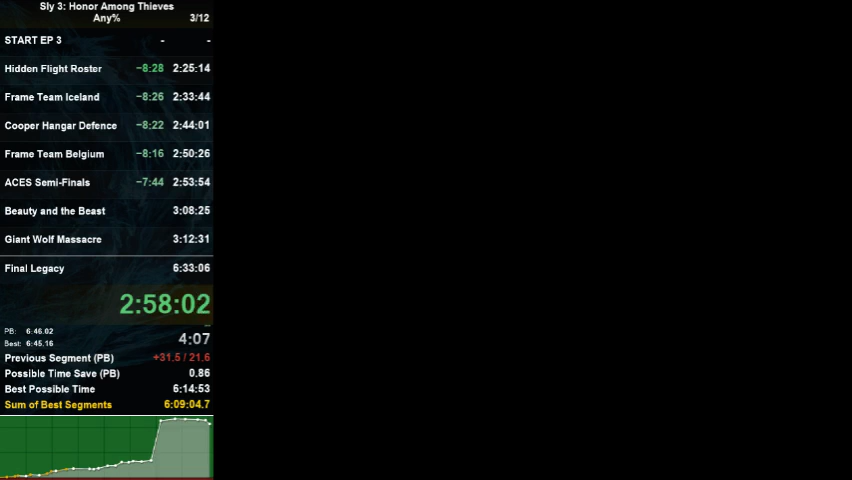 Sly 3: Honor Among Thieves
Any% 3/12
START EP 3 - -
Hidden Flight Roster −8:28 2:25:14
Frame Team Iceland −8:26 2:33:44
Cooper Hangar Defence −8:22 2:44:01
Frame Team Belgium −8:16 2:50:26
ACES Semi-Finals −7:44 2:53:54
Beauty and the Beast 3:08:25
Giant Wolf Massacre 3:12:31
Final Legacy 6:33:06
2:58:02
PB: 6:46.02
Best: 6:45.16 4:07
Previous Segment (PB) +31.5 / 21.6
Possible Time Save (PB) 0.86
Best Possible Time 6:14:53
Sum of Best Segments 6:09:04.7